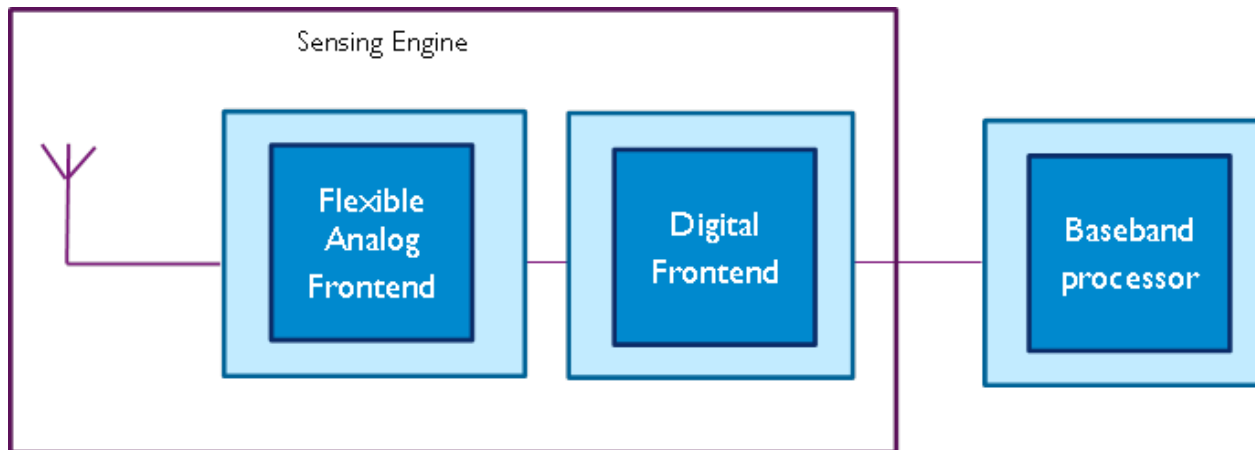 Sensing Engine
Flexible
Analog
Frontend
Digital
Frontend
Baseband
processor